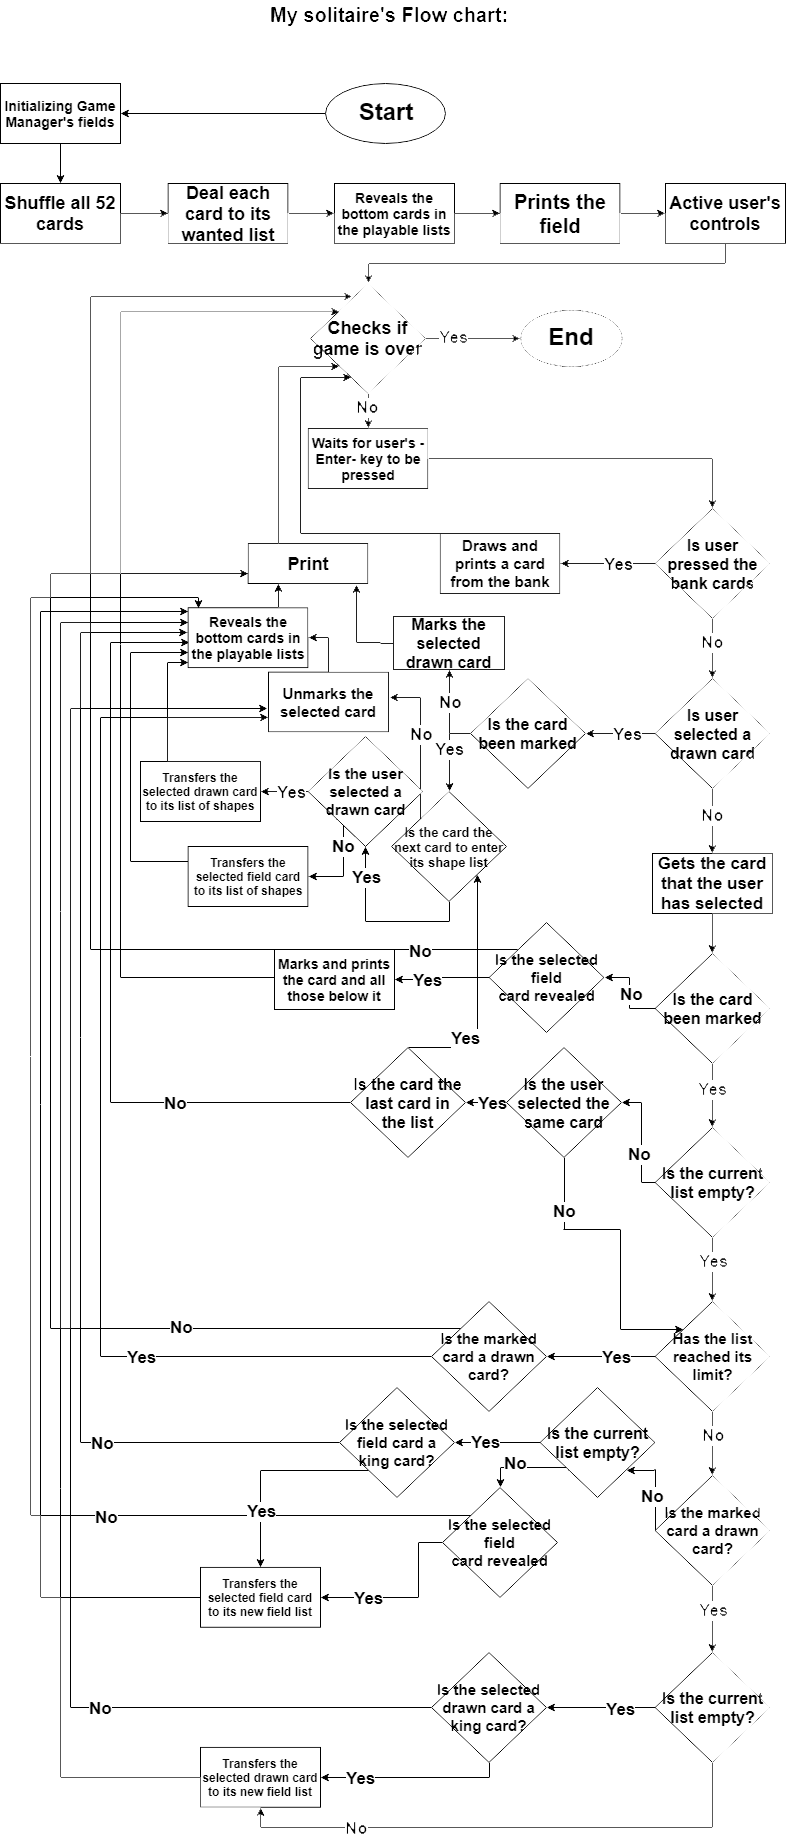 My solitaire's Flow chart:
Start
Initializing Game
Manager's fields
Shuffle all 52
cards
Deal each
card to its
wanted list
Reveals the
bottom cards in
the playable lists
Prints the
field
Active user's
controls
Checks if
game is over
Yes
End
No
Waits for user's -
Enter- key to be
pressed
Print
Draws and
prints a card
from the bank
Yes
Is user
pressed the
bank cards
No
Reveals the
bottom cards in
the playable lists
Marks the
selected
drawn card
Unmarks the
selected card
No
No
Yes
Is the card
been marked
Yes
Is user
selected a
drawn card
No
Transfers the
selected drawn card
to its list of shapes
Yes
Is the user
selected a
drawn card
No
Yes
Is the card the
next card to enter
its shape list
Transfers the
selected field card
to its list of shapes
Gets the card
that the user
has selected
No
Marks and prints
the card and all
those below it
Yes
Is the selected
field
card revealed
No
Is the card
been marked
Yes
Yes
No
Is the card the
last card in
the list
Yes
Is the user
selected the
same card
No
Is the current
list empty?
No
Yes
No
Yes
Is the marked
card a drawn
card?
Yes
Has the list
reached its
limit?
No
No
Is the selected
field card a
king card?
Yes
Is the current
list empty?
No
No
Yes
No
Is the selected
field
card revealed
Is the marked
card a drawn
card?
Yes
Transfers the
selected field card
to its new field list
Yes
No
Is the selected
drawn card a
king card?
Yes
Is the current
list empty?
Transfers the
selected drawn card
to its new field list
Yes
No